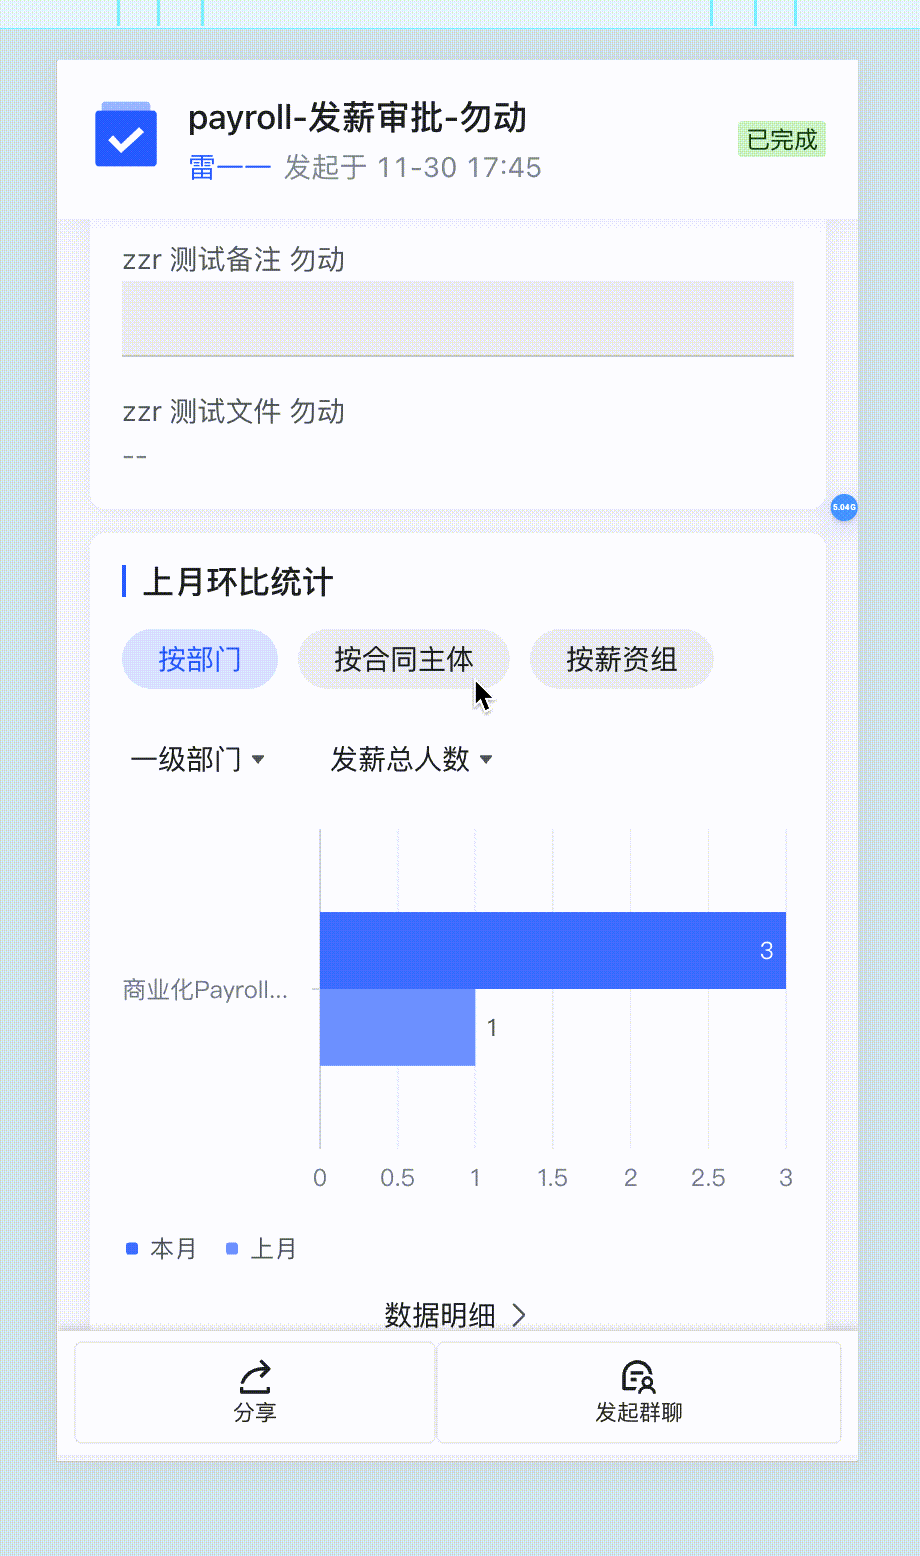 payroll-发薪审批-勿动
已完成
雷一一 发起于 11-30 17:45
zzr 测试备注 勿动
zzr 测试文件 勿动
--
5.04G
上月环比统计
按部门 按合同主体 按薪资组
一级部门 发薪总人数
3
商业化Payroll...
1
0 0.5 1 1.5 2 2.5 3
本月 上月
数据明细
分享 发起群聊